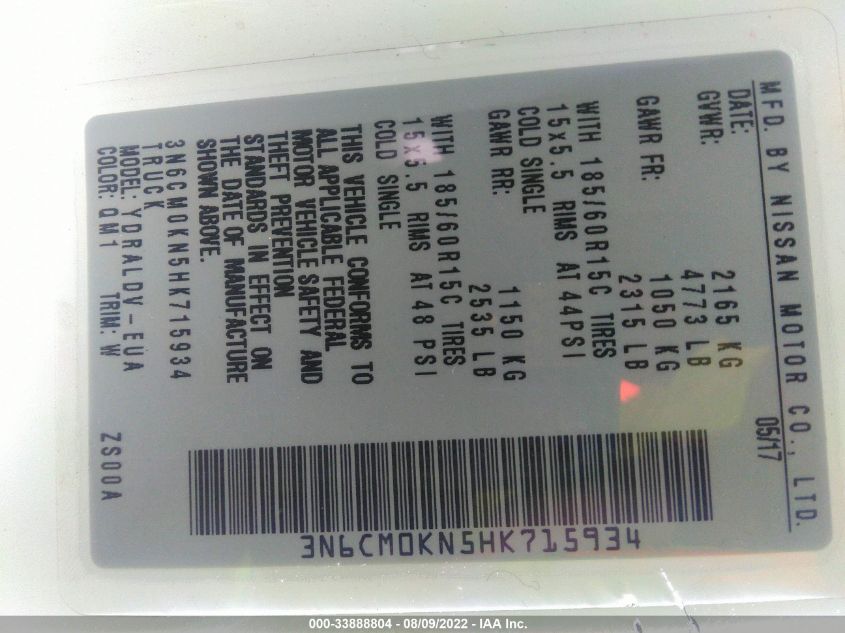 MFD. BY NISSAN MOTOR CO., LTD.
DATE: 05/17
GVWR: 2165 KG
4773 LB
GAWR FR: 1050 KG
2315 LB
WITH 185/60R15C TIRES
15x5.5 RIMS AT 44PSI
COLD SINGLE
GAWR RR: 1150 KG
2535 LB
WITH 185/60R15C TIRES
15x5.5 RIMS AT 48 PSI
COLD SINGLE
THIS VEHICLE CONFORMS TO
ALL APPLICABLE FEDERAL
MOTOR VEHICLE SAFETY AND
THEFT PREVENTION
STANDARDS IN EFFECT ON
THE DATE OF MANUFACTURE
SHOWN ABOVE.
3N6CM0KN5HK715934
TRUCK
MODEL: YDRALDV-EUA
COLOR: QM1 TRIM: W ZS00A
3N6CM0KN5HK715934
000-33888804 - 08/09/2022 - IAA Inc.